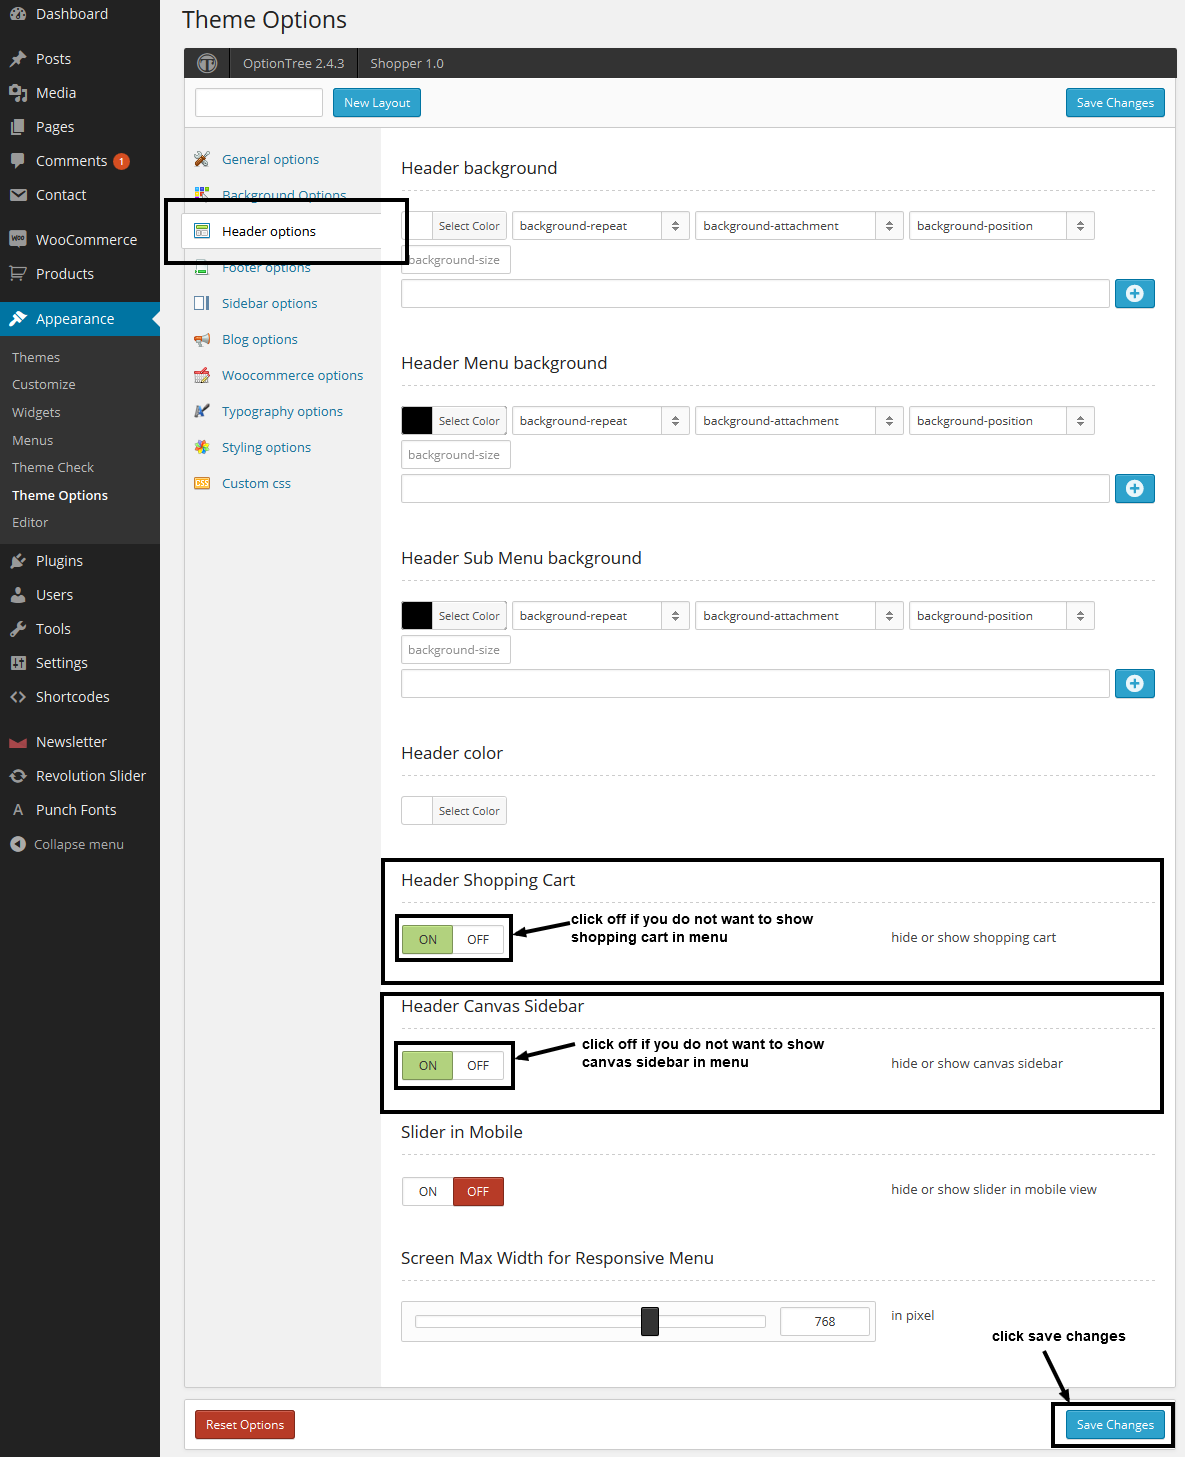 Dashboard
Posts
Media
Pages
Comments 1
Contact
WooCommerce
Products
Appearance
Themes
Customize
Widgets
Menus
Theme Check
Theme Options
Editor
Plugins
Users
Tools
Settings
Shortcodes
Newsletter
Revolution Slider
Punch Fonts
Collapse menu
Theme Options
OptionTree 2.4.3 Shopper 1.0
New Layout Save Changes
General options
Background Options
Header options
Footer options
Sidebar options
Blog options
Woocommerce options
Typography options
Styling options
Custom css
Header background
Select Color background-repeat background-attachment background-position
background-size
Header Menu background
Select Color background-repeat background-attachment background-position
background-size
Header Sub Menu background
Select Color background-repeat background-attachment background-position
background-size
Header color
Select Color
Header Shopping Cart
ON OFF
click off if you do not want to show
shopping cart in menu
hide or show shopping cart
Header Canvas Sidebar
ON OFF
click off if you do not want to show
canvas sidebar in menu
hide or show canvas sidebar
Slider in Mobile
ON OFF
hide or show slider in mobile view
Screen Max Width for Responsive Menu
768
in pixel
click save changes
Reset Options Save Changes